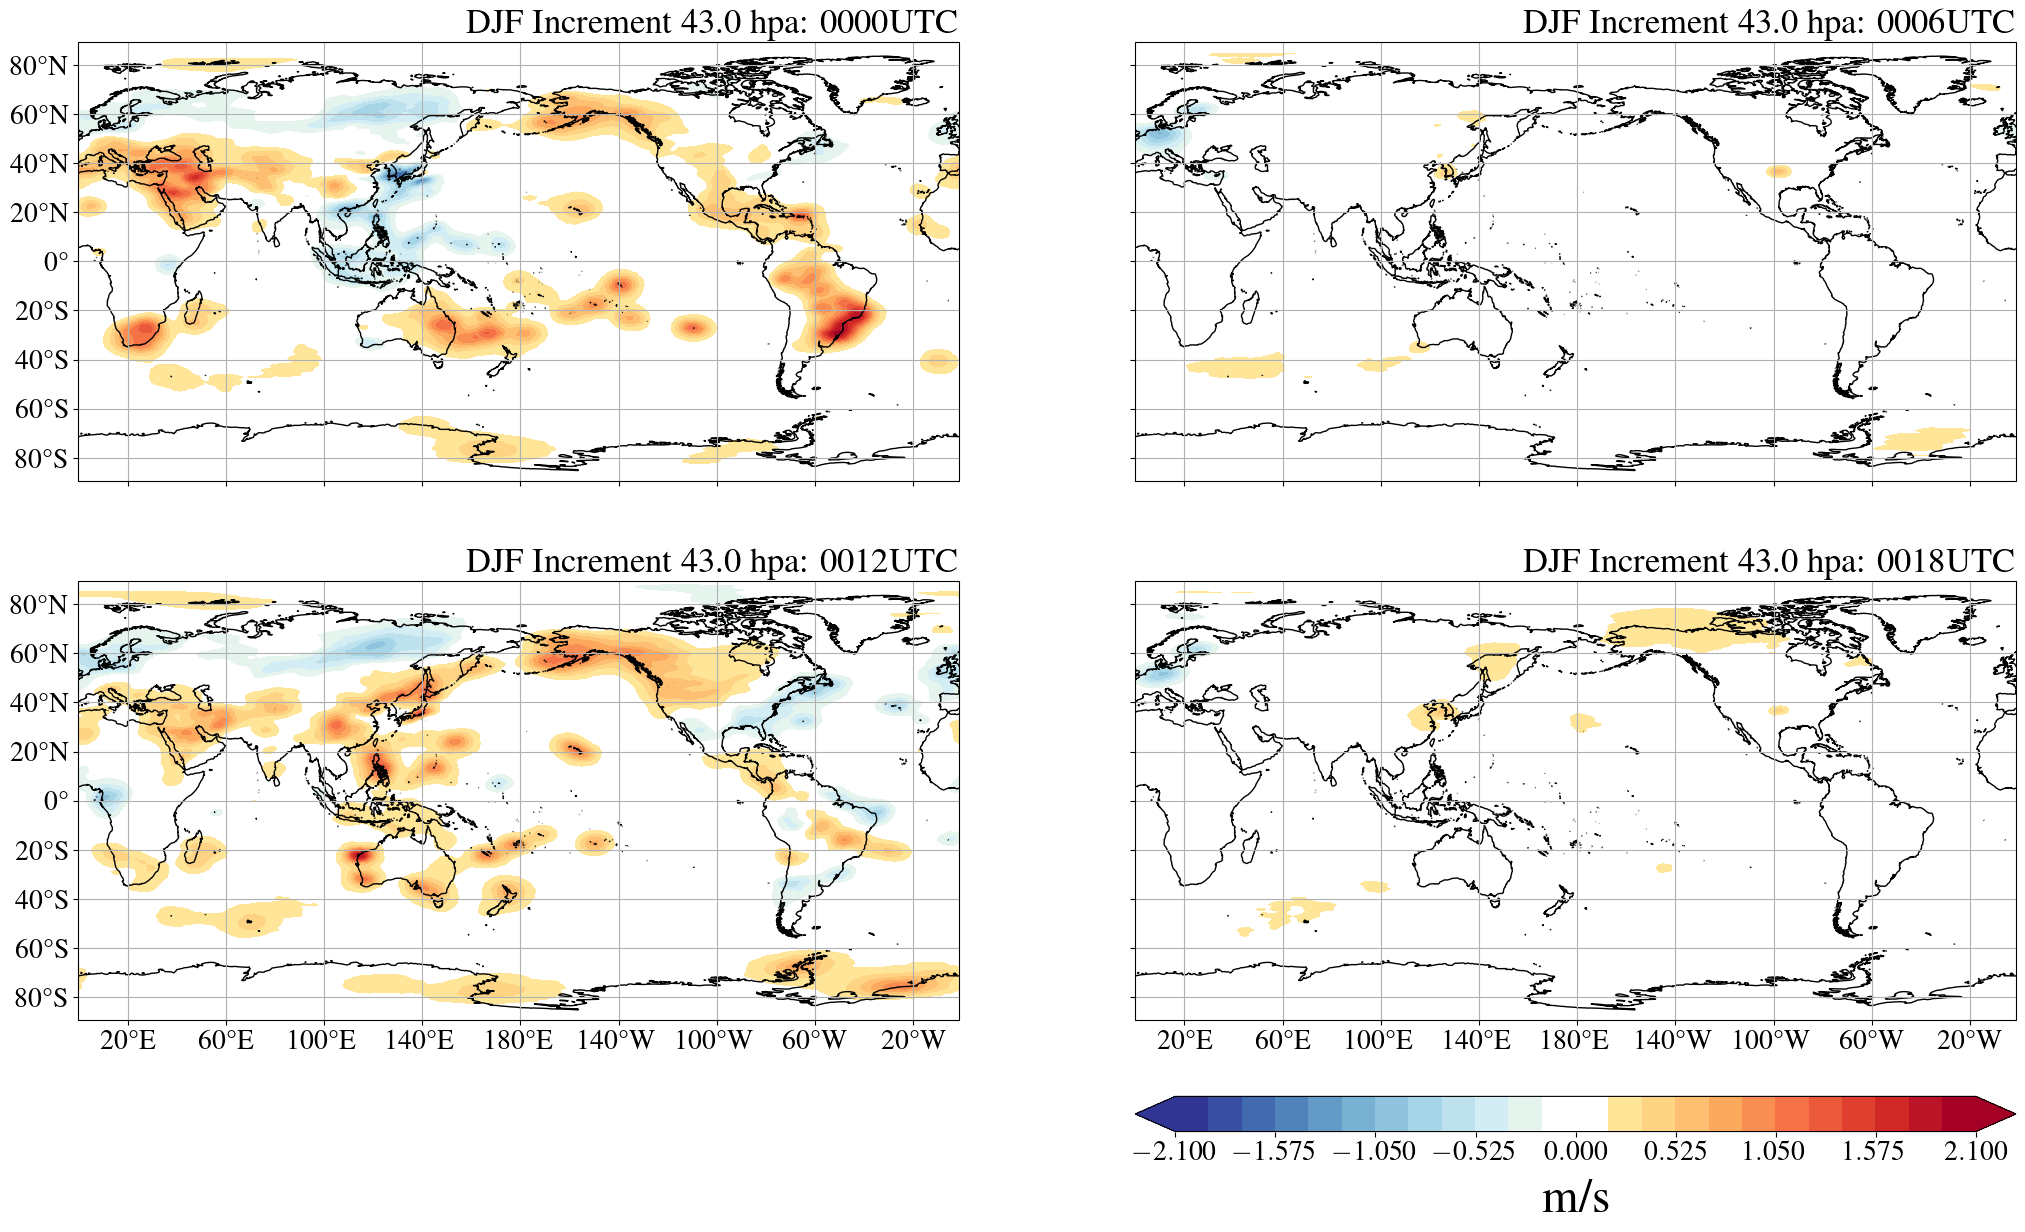 DJF Increment 43.0 hpa: 0000UTC
DJF Increment 43.0 hpa: 0006UTC
80°N
60°N
40°N
20°N
0°
20°S
40°S
60°S
80°S
DJF Increment 43.0 hpa: 0012UTC
DJF Increment 43.0 hpa: 0018UTC
80°N
60°N
40°N
20°N
0°
20°S
40°S
60°S
80°S
20°E 60°E 100°E 140°E 180°E 140°W 100°W 60°W 20°W
20°E 60°E 100°E 140°E 180°E 140°W 100°W 60°W 20°W
−2.100 −1.575 −1.050 −0.525 0.000 0.525 1.050 1.575 2.100
m/s